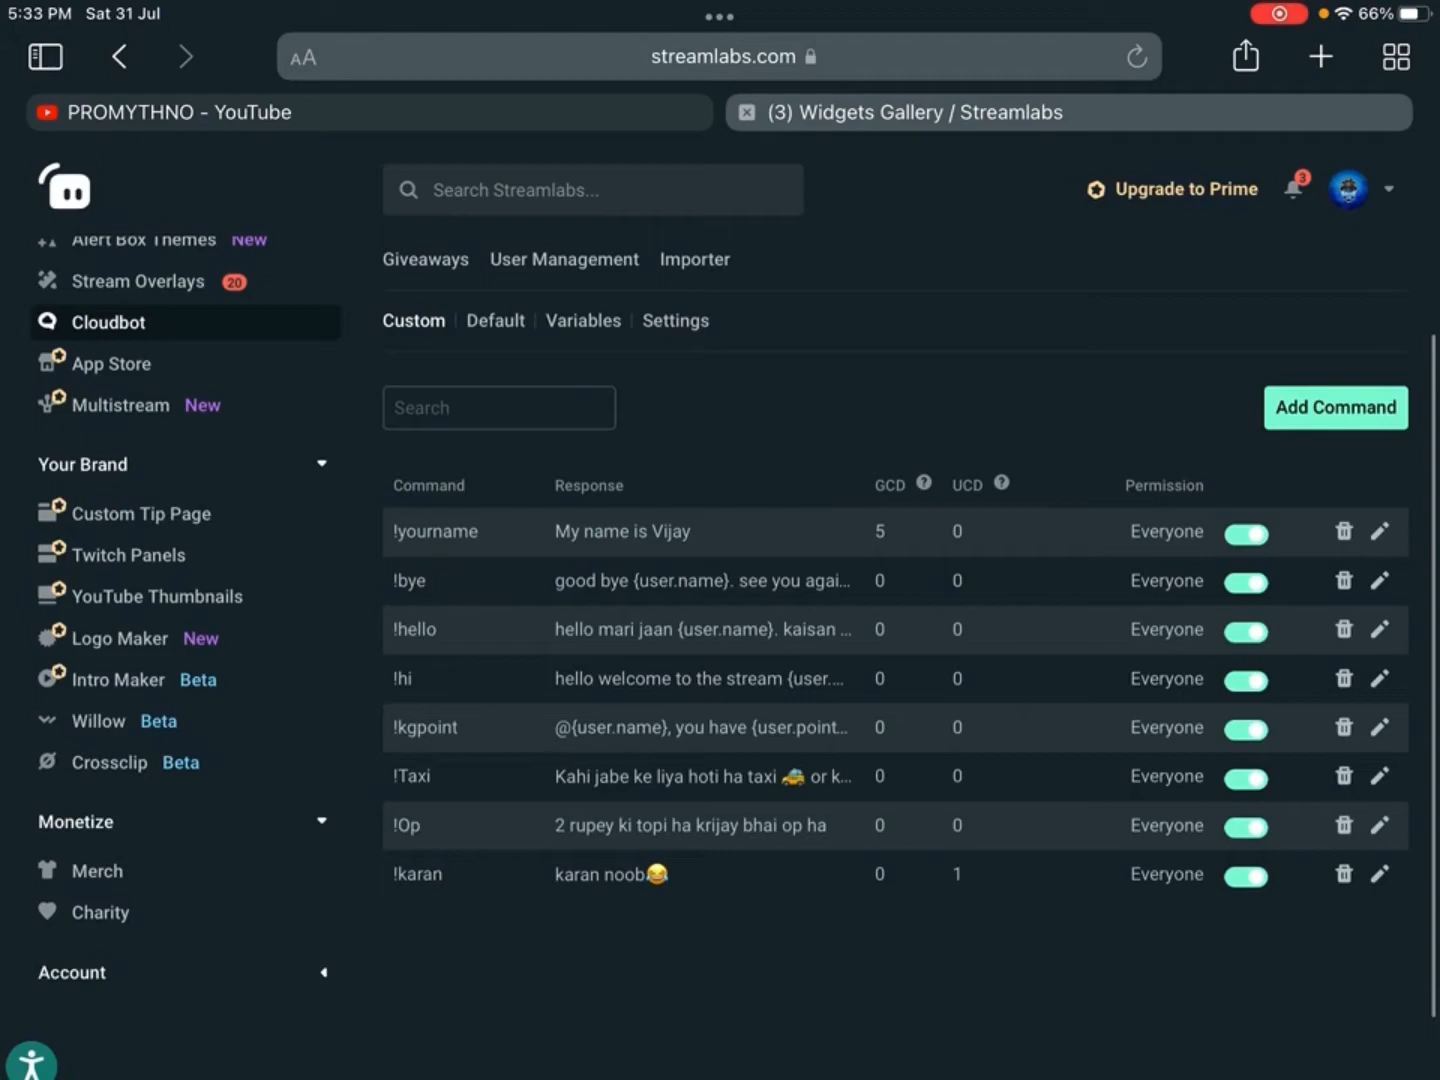 5:33 PM Sat 31 Jul
66%
AA streamlabs.com
PROMYTHNO - YouTube
(3) Widgets Gallery / Streamlabs
Search Streamlabs...
Upgrade to Prime
3
Alert Box Themes New
Stream Overlays 20
Cloudbot
App Store
Multistream New
Your Brand
Custom Tip Page
Twitch Panels
YouTube Thumbnails
Logo Maker New
Intro Maker Beta
Willow Beta
Crossclip Beta
Monetize
Merch
Charity
Account
Giveaways User Management Importer
Custom Default Variables Settings
Search
Add Command
Command Response GCD ? UCD ? Permission
!yourname My name is Vijay 5 0 Everyone
!bye good bye {user.name}. see you agai... 0 0 Everyone
!hello hello mari jaan {user.name}. kaisan ... 0 0 Everyone
!hi hello welcome to the stream {user.... 0 0 Everyone
!kgpoint @{user.name}, you have {user.point... 0 0 Everyone
!Taxi Kahi jabe ke liya hoti ha taxi 🚕 or k... 0 0 Everyone
!Op 2 rupey ki topi ha krijay bhai op ha 0 0 Everyone
!karan karan noob😂 0 1 Everyone